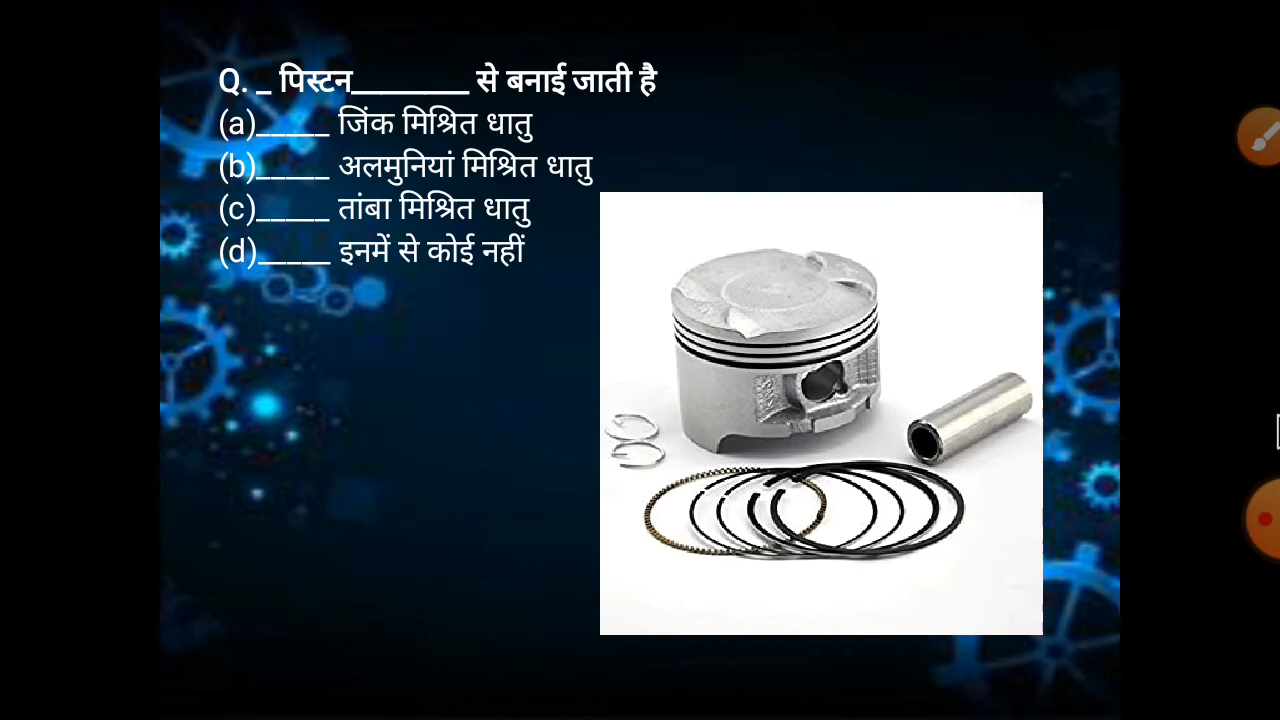 Q. _ पिस्टन________ से बनाई जाती है
(a)_____ जिंक मिश्रित धातु
(b)_____ अलमुनियां मिश्रित धातु
(c)_____ तांबा मिश्रित धातु
(d)_____ इनमें से कोई नहीं